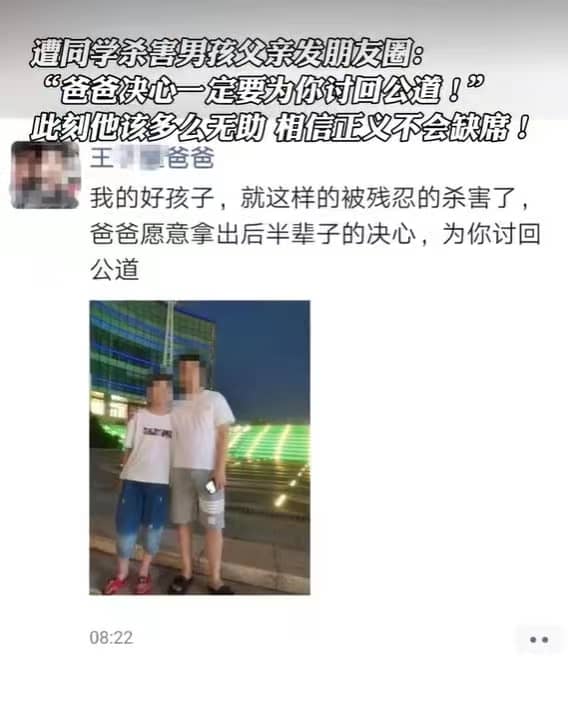 遭同学杀害男孩父亲发朋友圈：
“爸爸决心一定要为你讨回公道！”
此刻他该多么无助 相信正义不会缺席！
王 爸爸
我的好孩子，就这样的被残忍的杀害了，
爸爸愿意拿出后半辈子的决心，为你讨回
公道
08:22